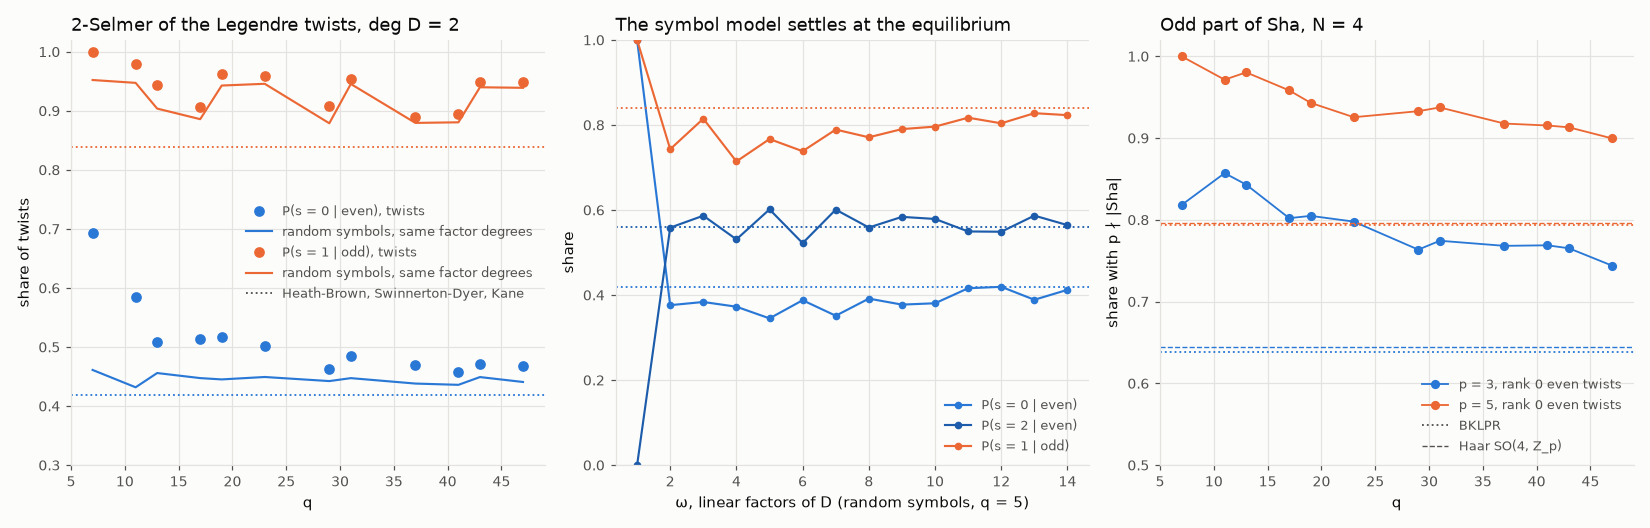 2-Selmer of the Legendre twists, deg D = 2
share of twists
1.0
0.9
0.8
0.7
0.6
0.5
0.4
0.3
P(s = 0 | even), twists
random symbols, same factor degrees
P(s = 1 | odd), twists
random symbols, same factor degrees
Heath-Brown, Swinnerton-Dyer, Kane
5 10 15 20 25 30 35 40 45
q
The symbol model settles at the equilibrium
share
1.0
0.8
0.6
0.4
0.2
0.0
P(s = 0 | even)
P(s = 2 | even)
P(s = 1 | odd)
2 4 6 8 10 12 14
ω, linear factors of D (random symbols, q = 5)
Odd part of Sha, N = 4
share with p ∤ |Sha|
1.0
0.9
0.8
0.7
0.6
0.5
p = 3, rank 0 even twists
p = 5, rank 0 even twists
BKLPR
Haar SO(4, Z_p)
5 10 15 20 25 30 35 40 45
q